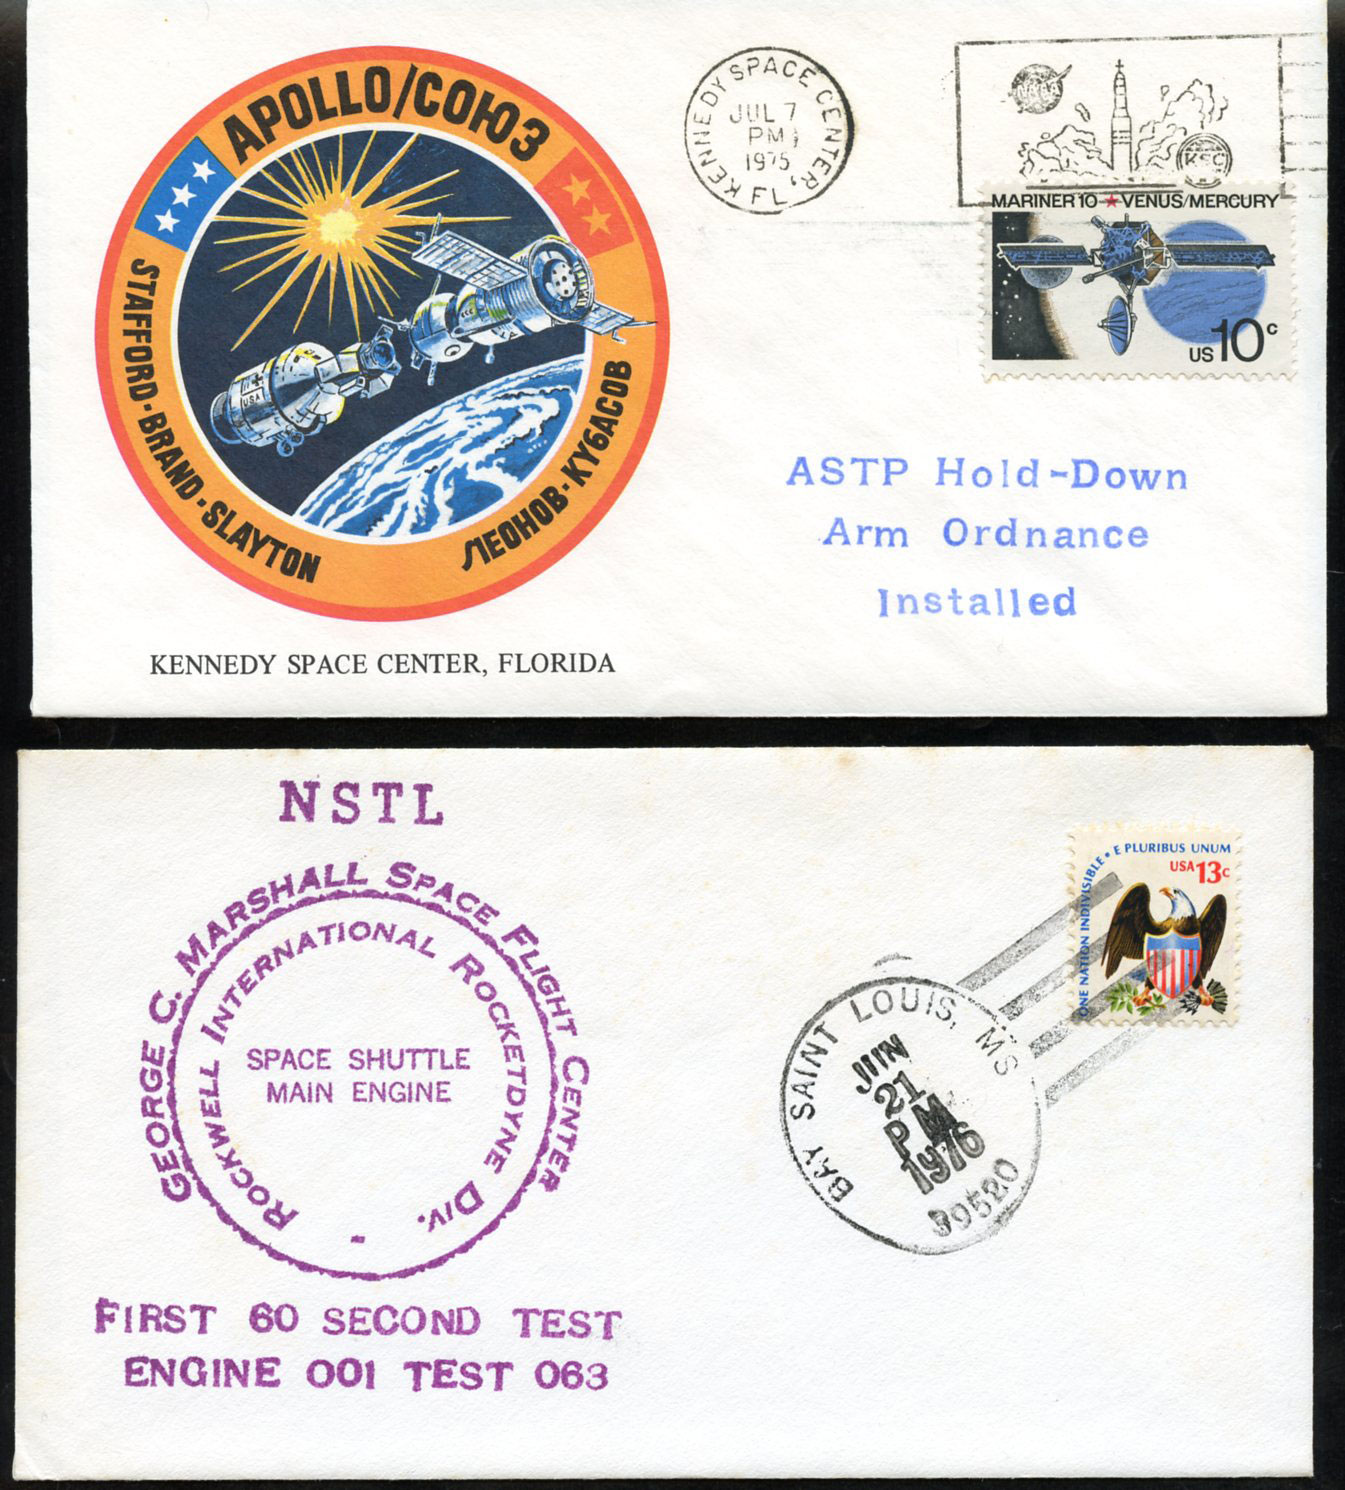 APOLLO/СОЮЗ
STAFFORD·BRAND·SLAYTON
ЛЕОНОВ·КУБАСОВ
USA
KENNEDY SPACE CENTER, FLORIDA
KENNEDY SPACE CENTER, FL
JUL 7
PM
1975
NASA
KSC
MARINER 10 ★ VENUS/MERCURY
US 10c
ASTP Hold-Down
Arm Ordnance
Installed
NSTL
GEORGE C. MARSHALL SPACE FLIGHT CENTER
ROCKWELL INTERNATIONAL ROCKETDYNE DIV.
SPACE SHUTTLE
MAIN ENGINE
-
FIRST 60 SECOND TEST
ENGINE 001 TEST 063
BAY SAINT LOUIS, MS
JUN
21
PM
1976
39520
ONE NATION INDIVISIBLE • E PLURIBUS UNUM
USA 13c